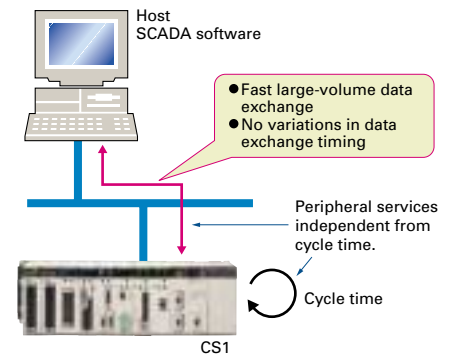 Host
SCADA software
●Fast large-volume data
exchange
●No variations in data
exchange timing
Peripheral services
independent from
cycle time.
Cycle time
CS1